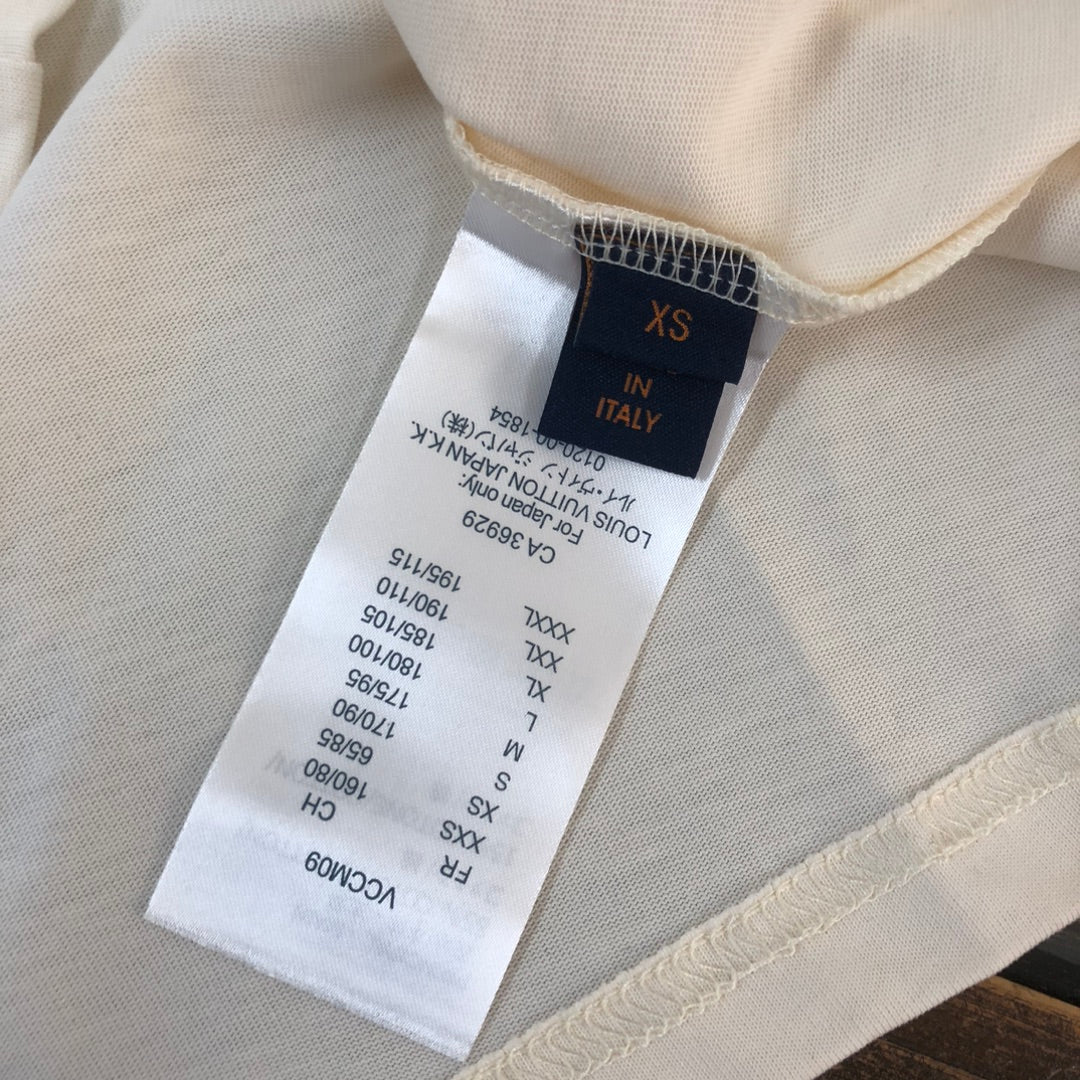 XS
IN
ITALY
VCCM09
FR CH
XXS 160/80
XS 65/85
S 170/90
M 175/95
L 180/100
XL 185/105
XXL 190/110
XXXL 195/115
CA 36929
For Japan only:
LOUIS VUITTON JAPAN K.K.
ルイ・ヴィトン ジャパン(株)
0120-00-1854